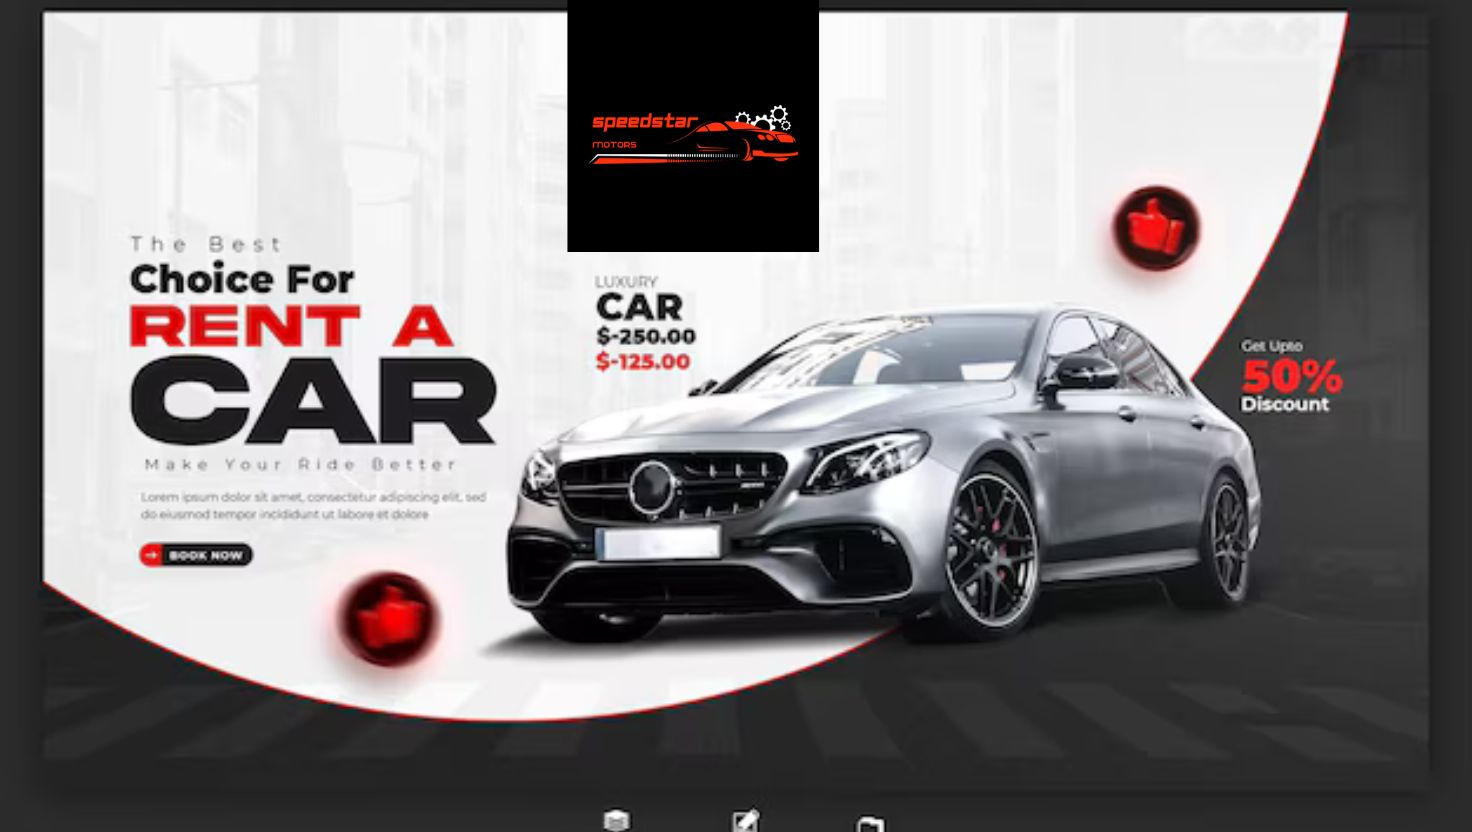 speedstar
MOTORS
The Best
Choice For
RENT A
CAR
Make Your Ride Better
Lorem ipsum dolor sit amet, consectetur adipiscing elit, sed
do eiusmod tempor incididunt ut labore et dolore
BOOK NOW
LUXURY
CAR
$-250.00
$-125.00
Get Upto
50%
Discount